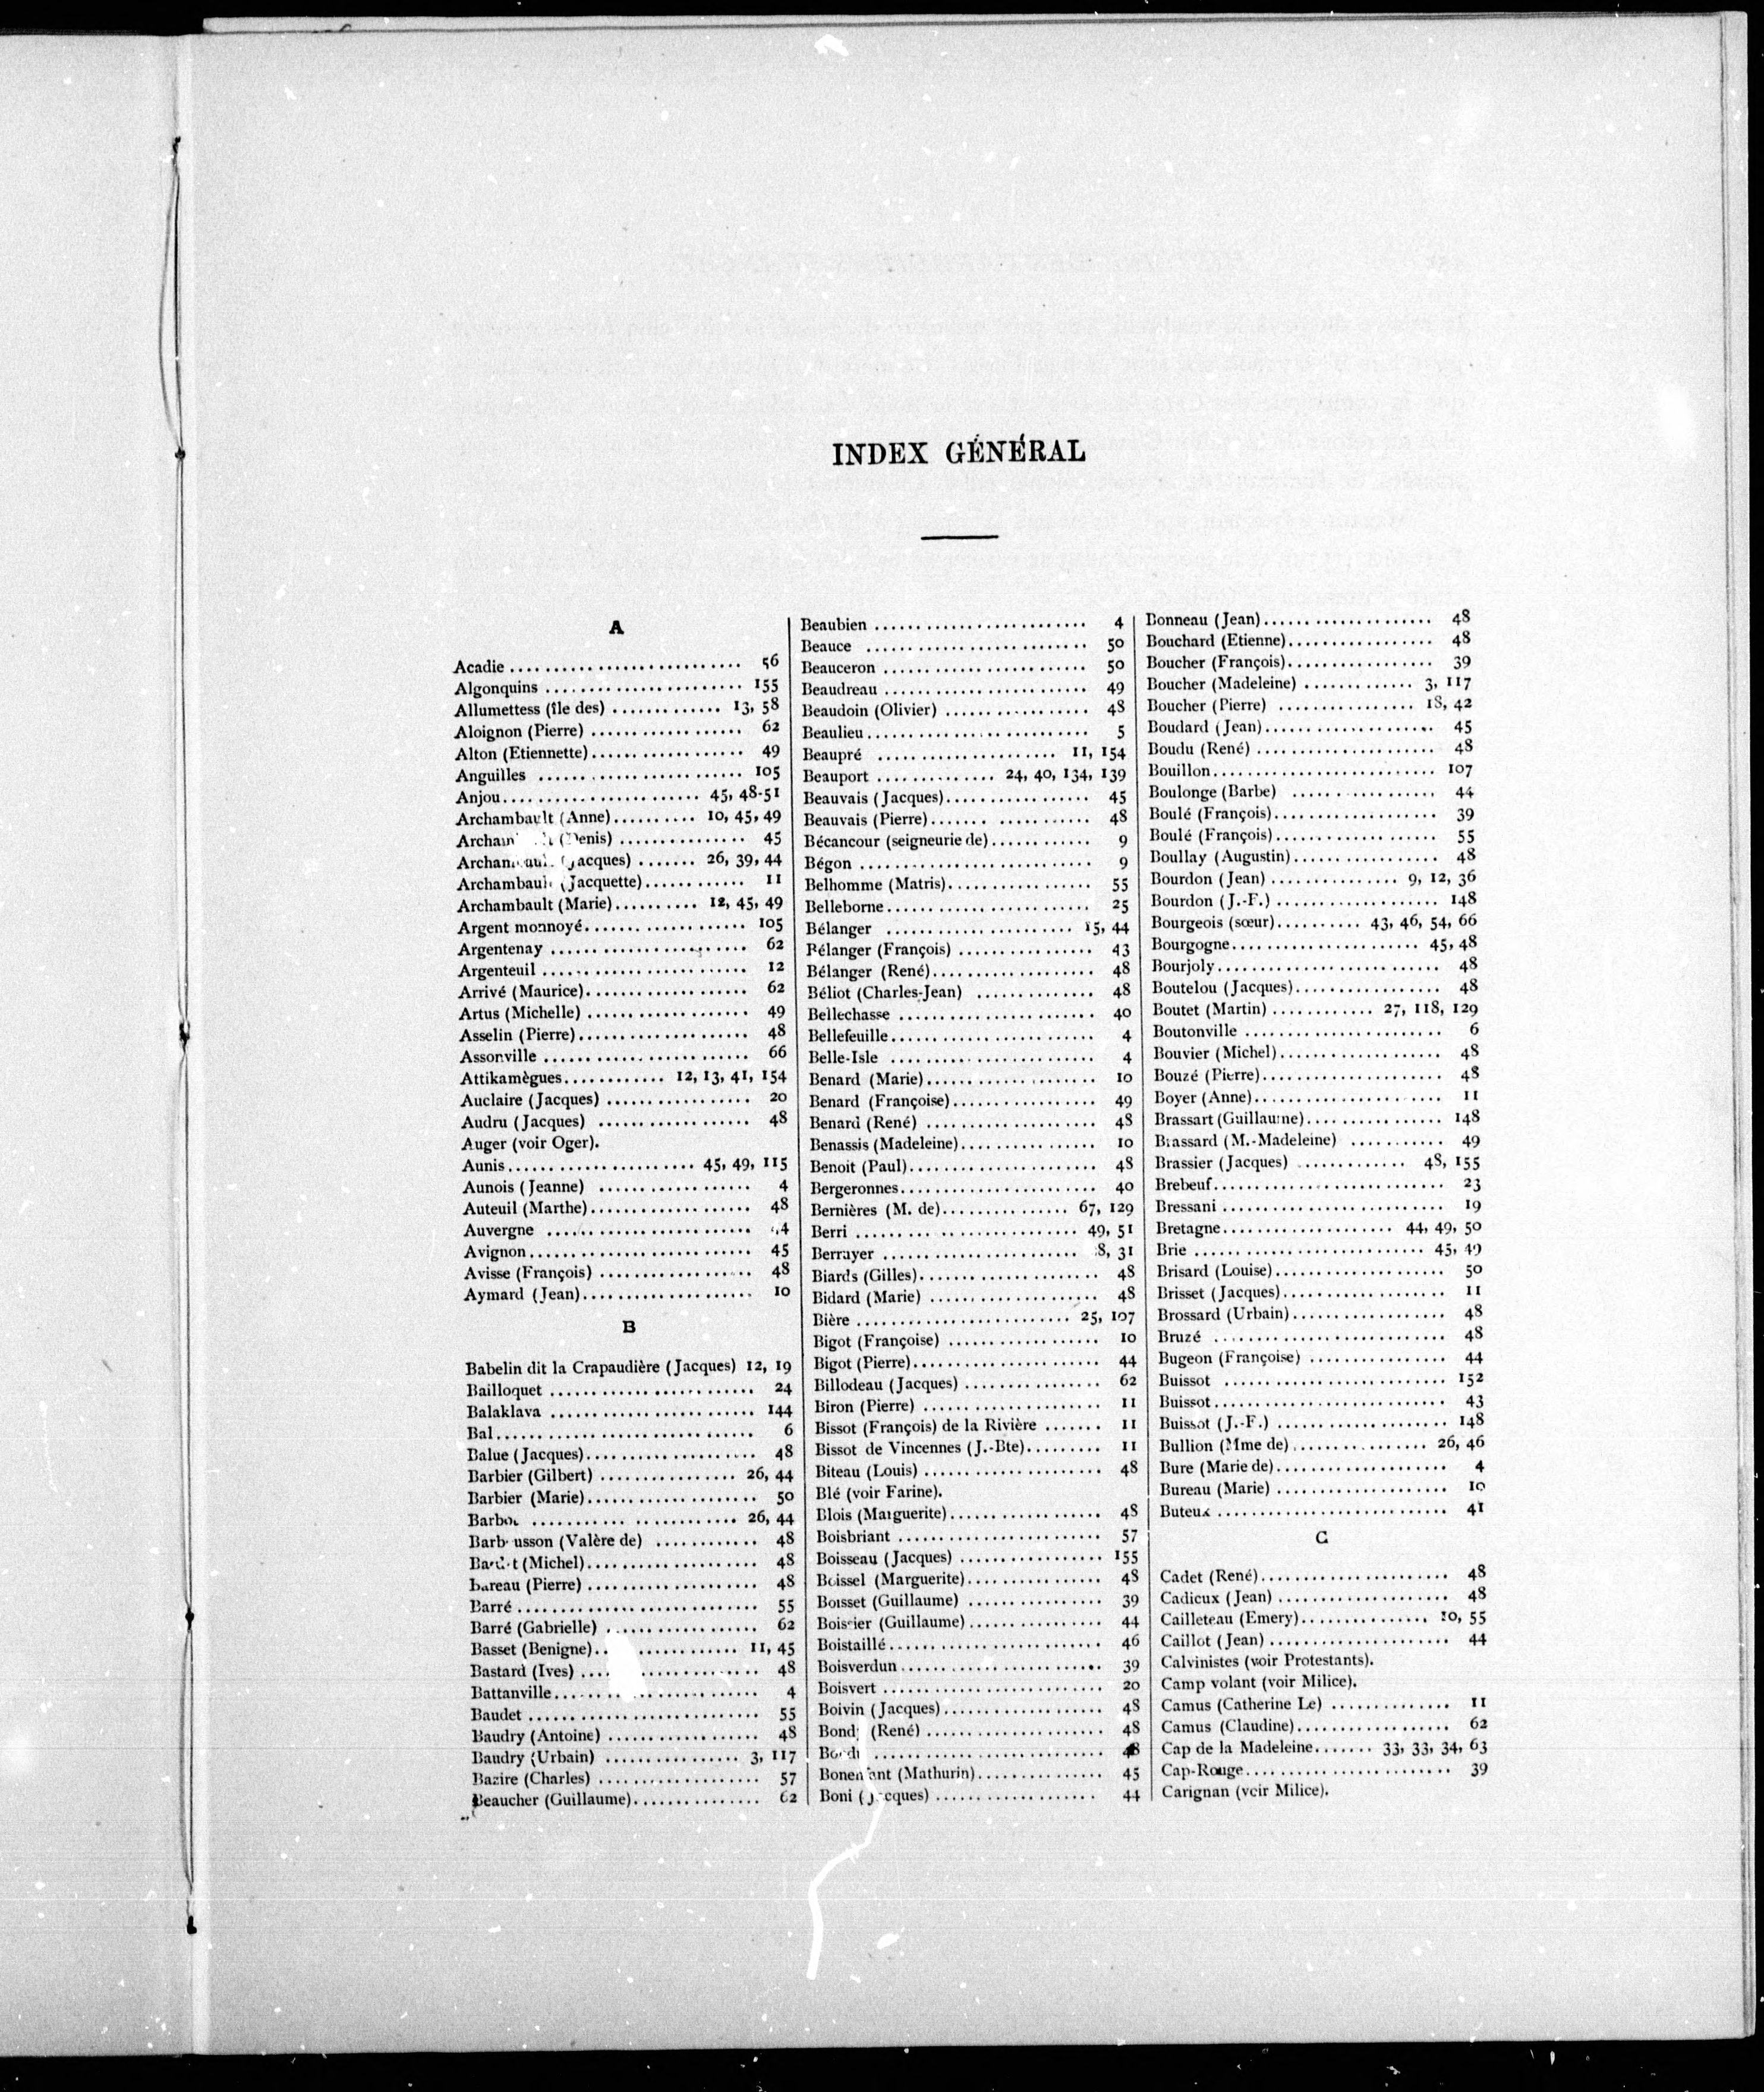 INDEX GÉNÉRAL
A
Acadie ........................... 56
Algonquins ....................... 155
Allumettess (île des) ............. 13, 58
Aloignon (Pierre) .................. 62
Alton (Etiennette).................. 49
Anguilles ........................ 105
Anjou....................... 45, 48-51
Archambault (Anne).......... 10, 45, 49
(Denis) ............... 45
(Jacques) ....... 26, 39, 44
Archambault (Jacquette)............ 11
Archambault (Marie).......... 12, 45, 49
Argent monnoyé................... 105
Argentenay ....................... 62
Argenteuil ........................ 12
Arrivé (Maurice)................... 62
Artus (Michelle) ................... 49
Asselin (Pierre).................... 48
Assonville ........................ 66
Attikamègues............ 12, 13, 41, 154
Auclaire (Jacques) ................. 20
Audru (Jacques) .................. 48
Auger (voir Oger).
Aunis...................... 45, 49, 115
Aunois (Jeanne) .................. 4
Auteuil (Marthe)................... 48
Auvergne ........................
Avignon.......................... 45
Avisse (François) .................. 48
Aymard (Jean).................... 10
B
Babelin dit la Crapaudière (Jacques) 12, 19
Bailloquet ........................ 24
Balaklava ........................ 144
Bal.............................. 6
Balue (Jacques).................... 48
Barbier (Gilbert) ................ 26, 44
Barbier (Marie).................... 50
........................ 26, 44
(Valère de) ............ 48
(Michel).................... 48
Bareau (Pierre) .................... 48
Barré ............................ 55
Barré (Gabrielle) .................. 62
Basset (Benigne)................. 11, 45
Bastard (Ives) ..................... 48
Battanville........................ 4
Baudet ........................... 55
Baudry (Antoine) .................. 48
Baudry (Urbain) ................ 3, 117
Bazire (Charles) ................... 57
Beaucher (Guillaume)............... 62
Beaubien ......................... 4
Beauce .......................... 50
Beauceron ........................ 50
Beaudreau ........................ 49
Beaudoin (Olivier) ................. 48
Beaulieu.......................... 5
Beaupré ..................... 11, 154
Beauport .............. 24, 40, 134, 139
Beauvais (Jacques)................. 45
Beauvais (Pierre)................... 48
Bécancour (seigneurie de)............ 9
Bégon ........................... 9
Belhomme (Matris)................. 55
Belleborne........................ 25
Bélanger ...................... 15, 44
Bélanger (François) ................ 43
Bélanger (René)................... 48
Béliot (Charles-Jean) .............. 48
Bellechasse ....................... 40
Bellefeuille........................ 4
Belle-Isle ........................ 4
Benard (Marie).................... 10
Benard (Françoise)................. 49
Benard (René) .................... 48
Benassis (Madeleine)................ 10
Benoit (Paul)...................... 48
Bergeronnes....................... 40
Bernières (M. de)............... 67, 129
Berri .......................... 49, 51
Berruyer ....................... 8, 31
Biards (Gilles)..................... 48
Bidard (Marie) .................... 48
Bière ......................... 25, 107
Bigot (Françoise) .................. 10
Bigot (Pierre)...................... 44
Billodeau (Jacques) ................ 62
Biron (Pierre) ..................... 11
Bissot (François) de la Rivière ....... 11
Bissot de Vincennes (J.-Bte)......... 11
Biteau (Louis) ..................... 48
Blé (voir Farine).
Blois (Marguerite).................. 48
Boisbriant ........................ 57
Boisseau (Jacques) ................. 155
Boissel (Marguerite)................ 48
Boisset (Guillaume) ................ 39
Boissier (Guillaume)................ 44
Boistaillé......................... 46
Boisverdun........................ 39
Boisvert .......................... 20
Boivin (Jacques)................... 48
Bondy (René) ..................... 48
........................... 48
Bonenfant (Mathurin)............... 45
Boni (Jacques) .................... 44
Bonneau (Jean).................... 48
Bouchard (Etienne)................. 48
Boucher (François)................. 39
Boucher (Madeleine) ............. 3, 117
Boucher (Pierre) ................ 18, 42
Boudard (Jean).................... 45
Boudu (René) ..................... 48
Bouillon.......................... 107
Boulonge (Barbe) ................. 44
Boulé (François)................... 39
Boulé (François)................... 55
Boullay (Augustin)................. 48
Bourdon (Jean) ............... 9, 12, 36
Bourdon (J.-F.) ................... 148
Bourgeois (sœur).......... 43, 46, 54, 66
Bourgogne...................... 45, 48
Bourjoly.......................... 48
Boutelou (Jacques)................. 48
Boutet (Martin) ............ 27, 118, 129
Boutonville ....................... 6
Bouvier (Michel)................... 48
Bouzé (Pierre)..................... 48
Boyer (Anne)...................... 11
Brassart (Guillaume)................ 148
Brassard (M.-Madeleine) ........... 49
Brassier (Jacques) ............. 48, 155
Brebeuf........................... 23
Bressani .......................... 19
Bretagne.................... 44, 49, 50
Brie ........................... 45, 49
Brisard (Louise).................... 50
Brisset (Jacques)................... 11
Brossard (Urbain).................. 48
Bruzé ........................... 48
Bugeon (Françoise) ................ 44
Buissot .......................... 152
Buissot........................... 43
Buissot (J.-F.) .................... 148
Bullion (Mme de)................ 26, 46
Bure (Marie de).................... 4
Bureau (Marie) .................... 10
Buteux ........................... 41
C
Cadet (René)...................... 48
Cadieux (Jean) .................... 48
Cailleteau (Emery)............... 10, 55
Caillot (Jean) ..................... 44
Calvinistes (voir Protestants).
Camp volant (voir Milice).
Camus (Catherine Le) .............. 11
Camus (Claudine).................. 62
Cap de la Madeleine....... 33, 33, 34, 63
Cap-Rouge........................ 39
Carignan (voir Milice).